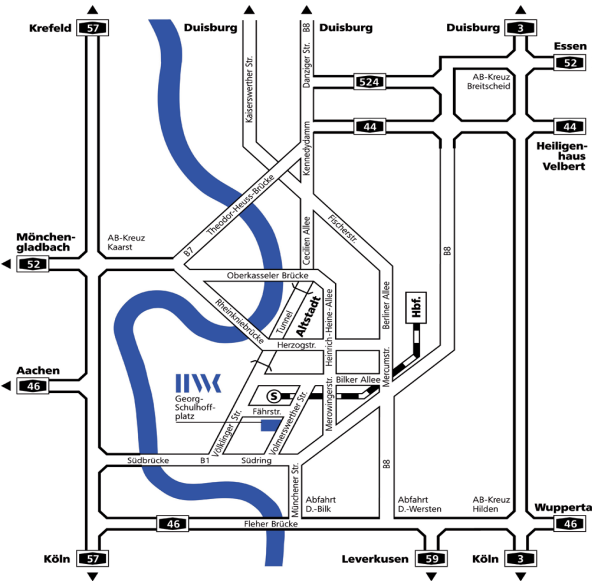 Krefeld
57
Duisburg
B8
Duisburg
Duisburg
3
Essen
52
Kaiserswerther Str.
Danziger Str.
524
AB-Kreuz
Breitscheid
44
44
Heiligen-
haus
Velbert
Kennedydamm
Theodor-Heuss-Brücke
Fischerstr.
Mönchen-
gladbach
52
AB-Kreuz
Kaarst
B7
Cecilien Allee
B8
Oberkasseler Brücke
Rheinkniebrücke
Tunnel
Altstadt
Heinrich-Heine-Allee
Berliner Allee
Hbf.
Herzogstr.
Aachen
46
HWK
Georg-
Schulhoff-
platz
S
Bilker Allee
Mercumstr.
Fährstr.
Völklinger Str.
Volmerswerther Str.
Merowingerstr.
Südbrücke
B1
Südring
B8
Münchener Str.
Abfahrt
D.-Bilk
Abfahrt
D.-Wersten
AB-Kreuz
Hilden
Wupperta
46
46
Fleher Brücke
Köln
57
Leverkusen
59
Köln
3